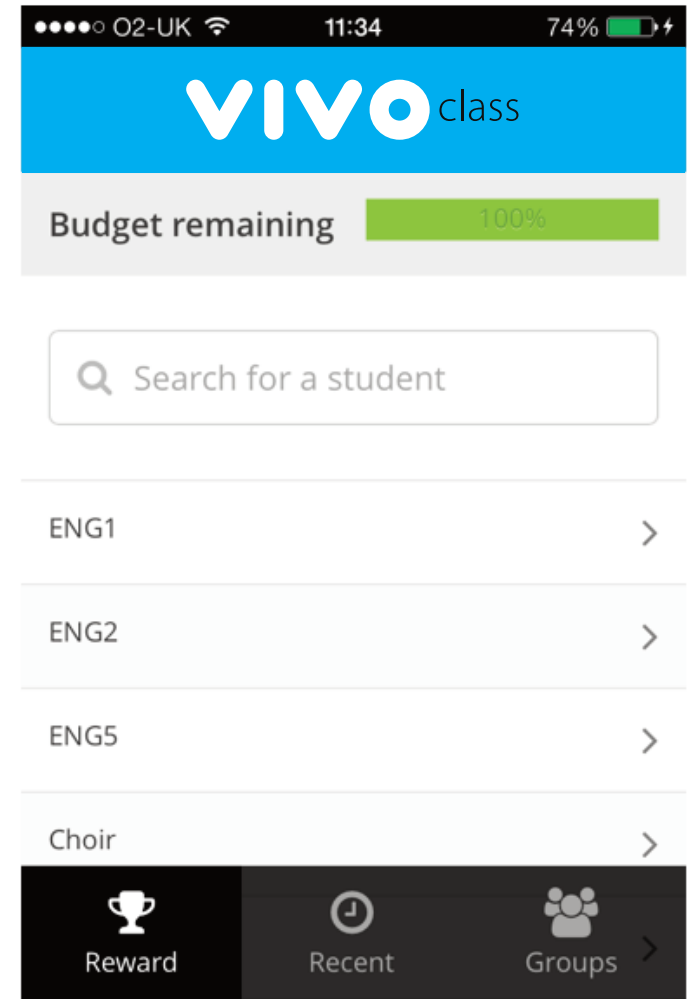 O2-UK 11:34 74%
VIVO class
Budget remaining 100%
Search for a student
ENG1
ENG2
ENG5
Choir
Reward Recent Groups